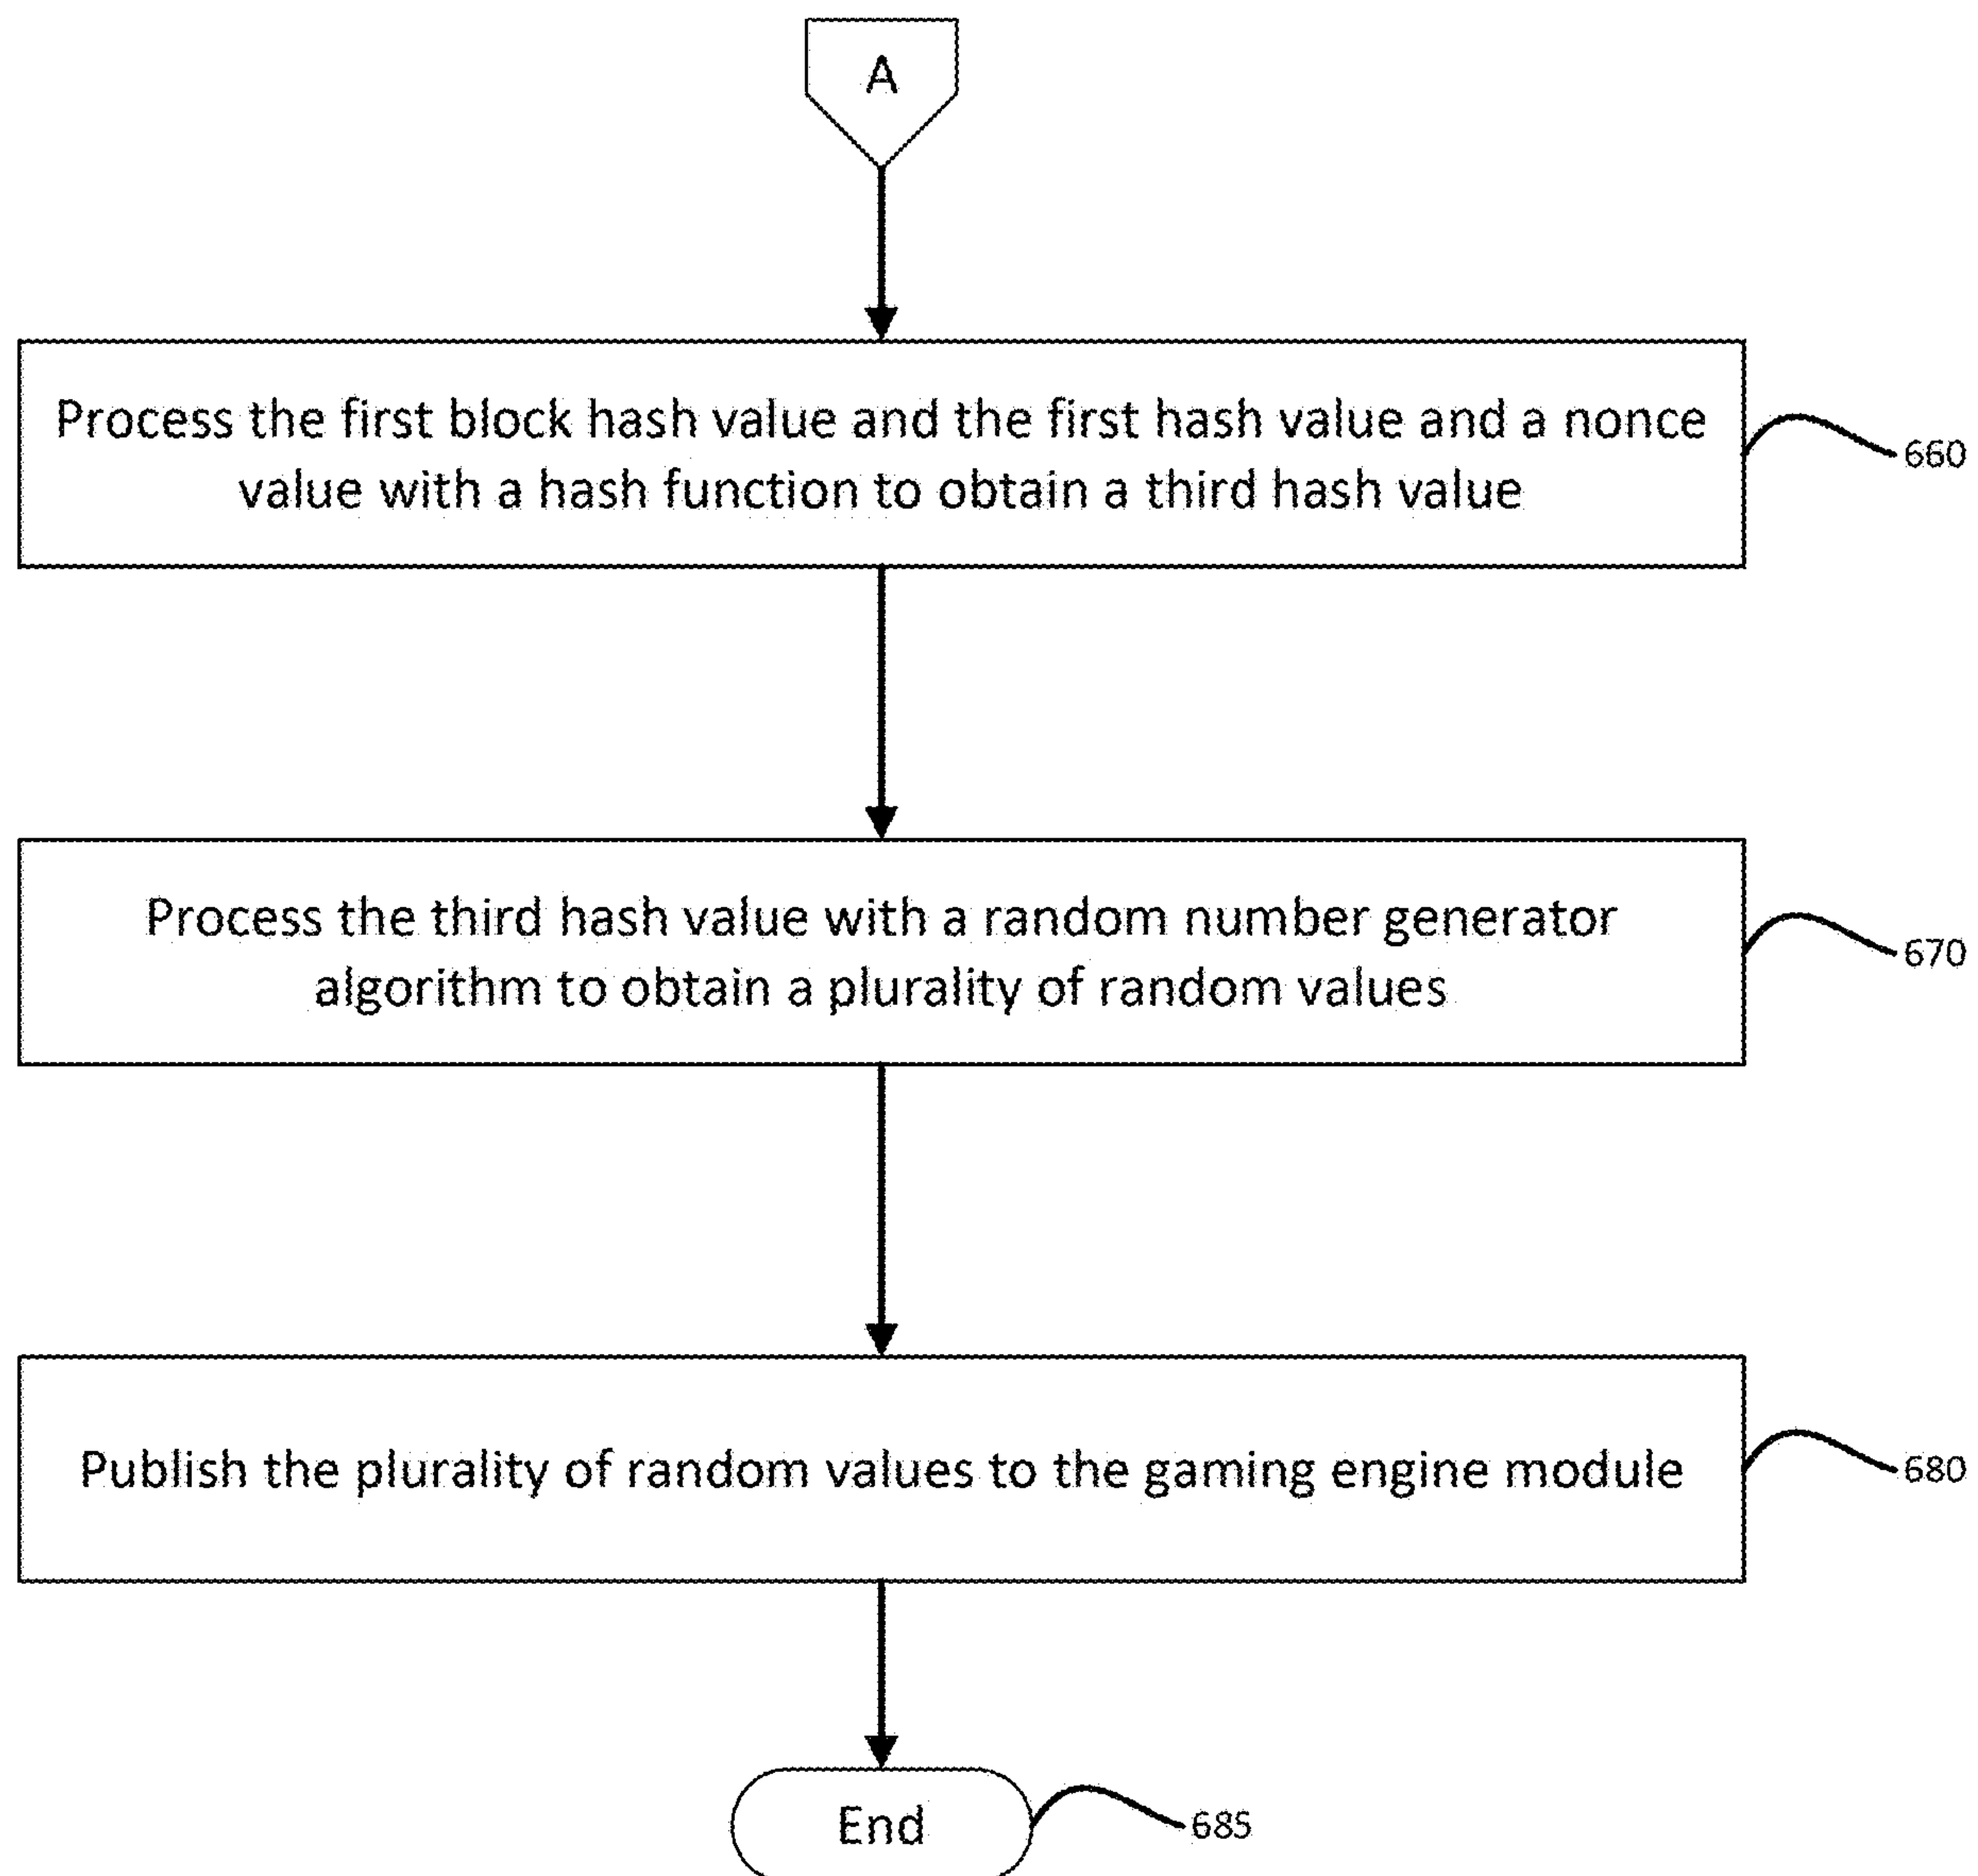 A
Process the first block hash value and the first hash value and a nonce
value with a hash function to obtain a third hash value
660
Process the third hash value with a random number generator
algorithm to obtain a plurality of random values
670
Publish the plurality of random values to the gaming engine module
680
End
685